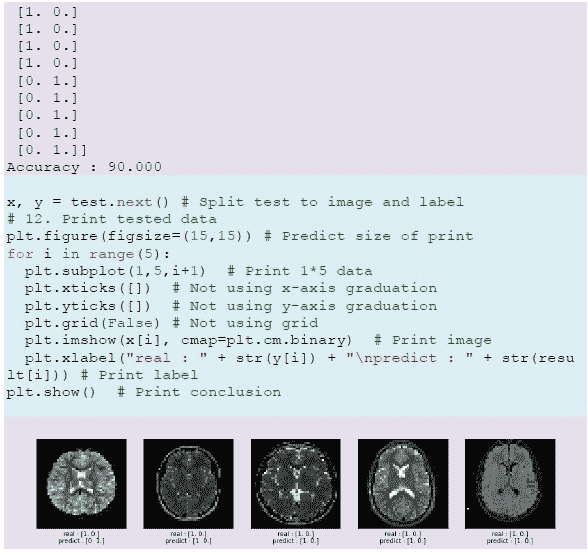 [1. 0.]
[1. 0.]
[1. 0.]
[1. 0.]
[0. 1.]
[0. 1.]
[0. 1.]
[0. 1.]
[0. 1.]]
Accuracy : 90.000
x, y = test.next() # Split test to image and label
# 12. Print tested data
plt.figure(figsize=(15,15)) # Predict size of print
for i in range(5):
plt.subplot(1,5,i+1) # Print 1*5 data
plt.xticks([]) # Not using x-axis graduation
plt.yticks([]) # Not using y-axis graduation
plt.grid(False) # Not using grid
plt.imshow(x[i], cmap=plt.cm.binary) # Print image
plt.xlabel("real : " + str(y[i]) + "\npredict : " + str(resu
lt[i])) # Print label
plt.show() # Print conclusion
real : [1. 0.]
predict : [0. 1.]
real : [1. 0.]
predict : [1. 0.]
real : [1. 0.]
predict : [1. 0.]
real : [1. 0.]
predict : [1. 0.]
real : [1. 0.]
predict : [1. 0.]